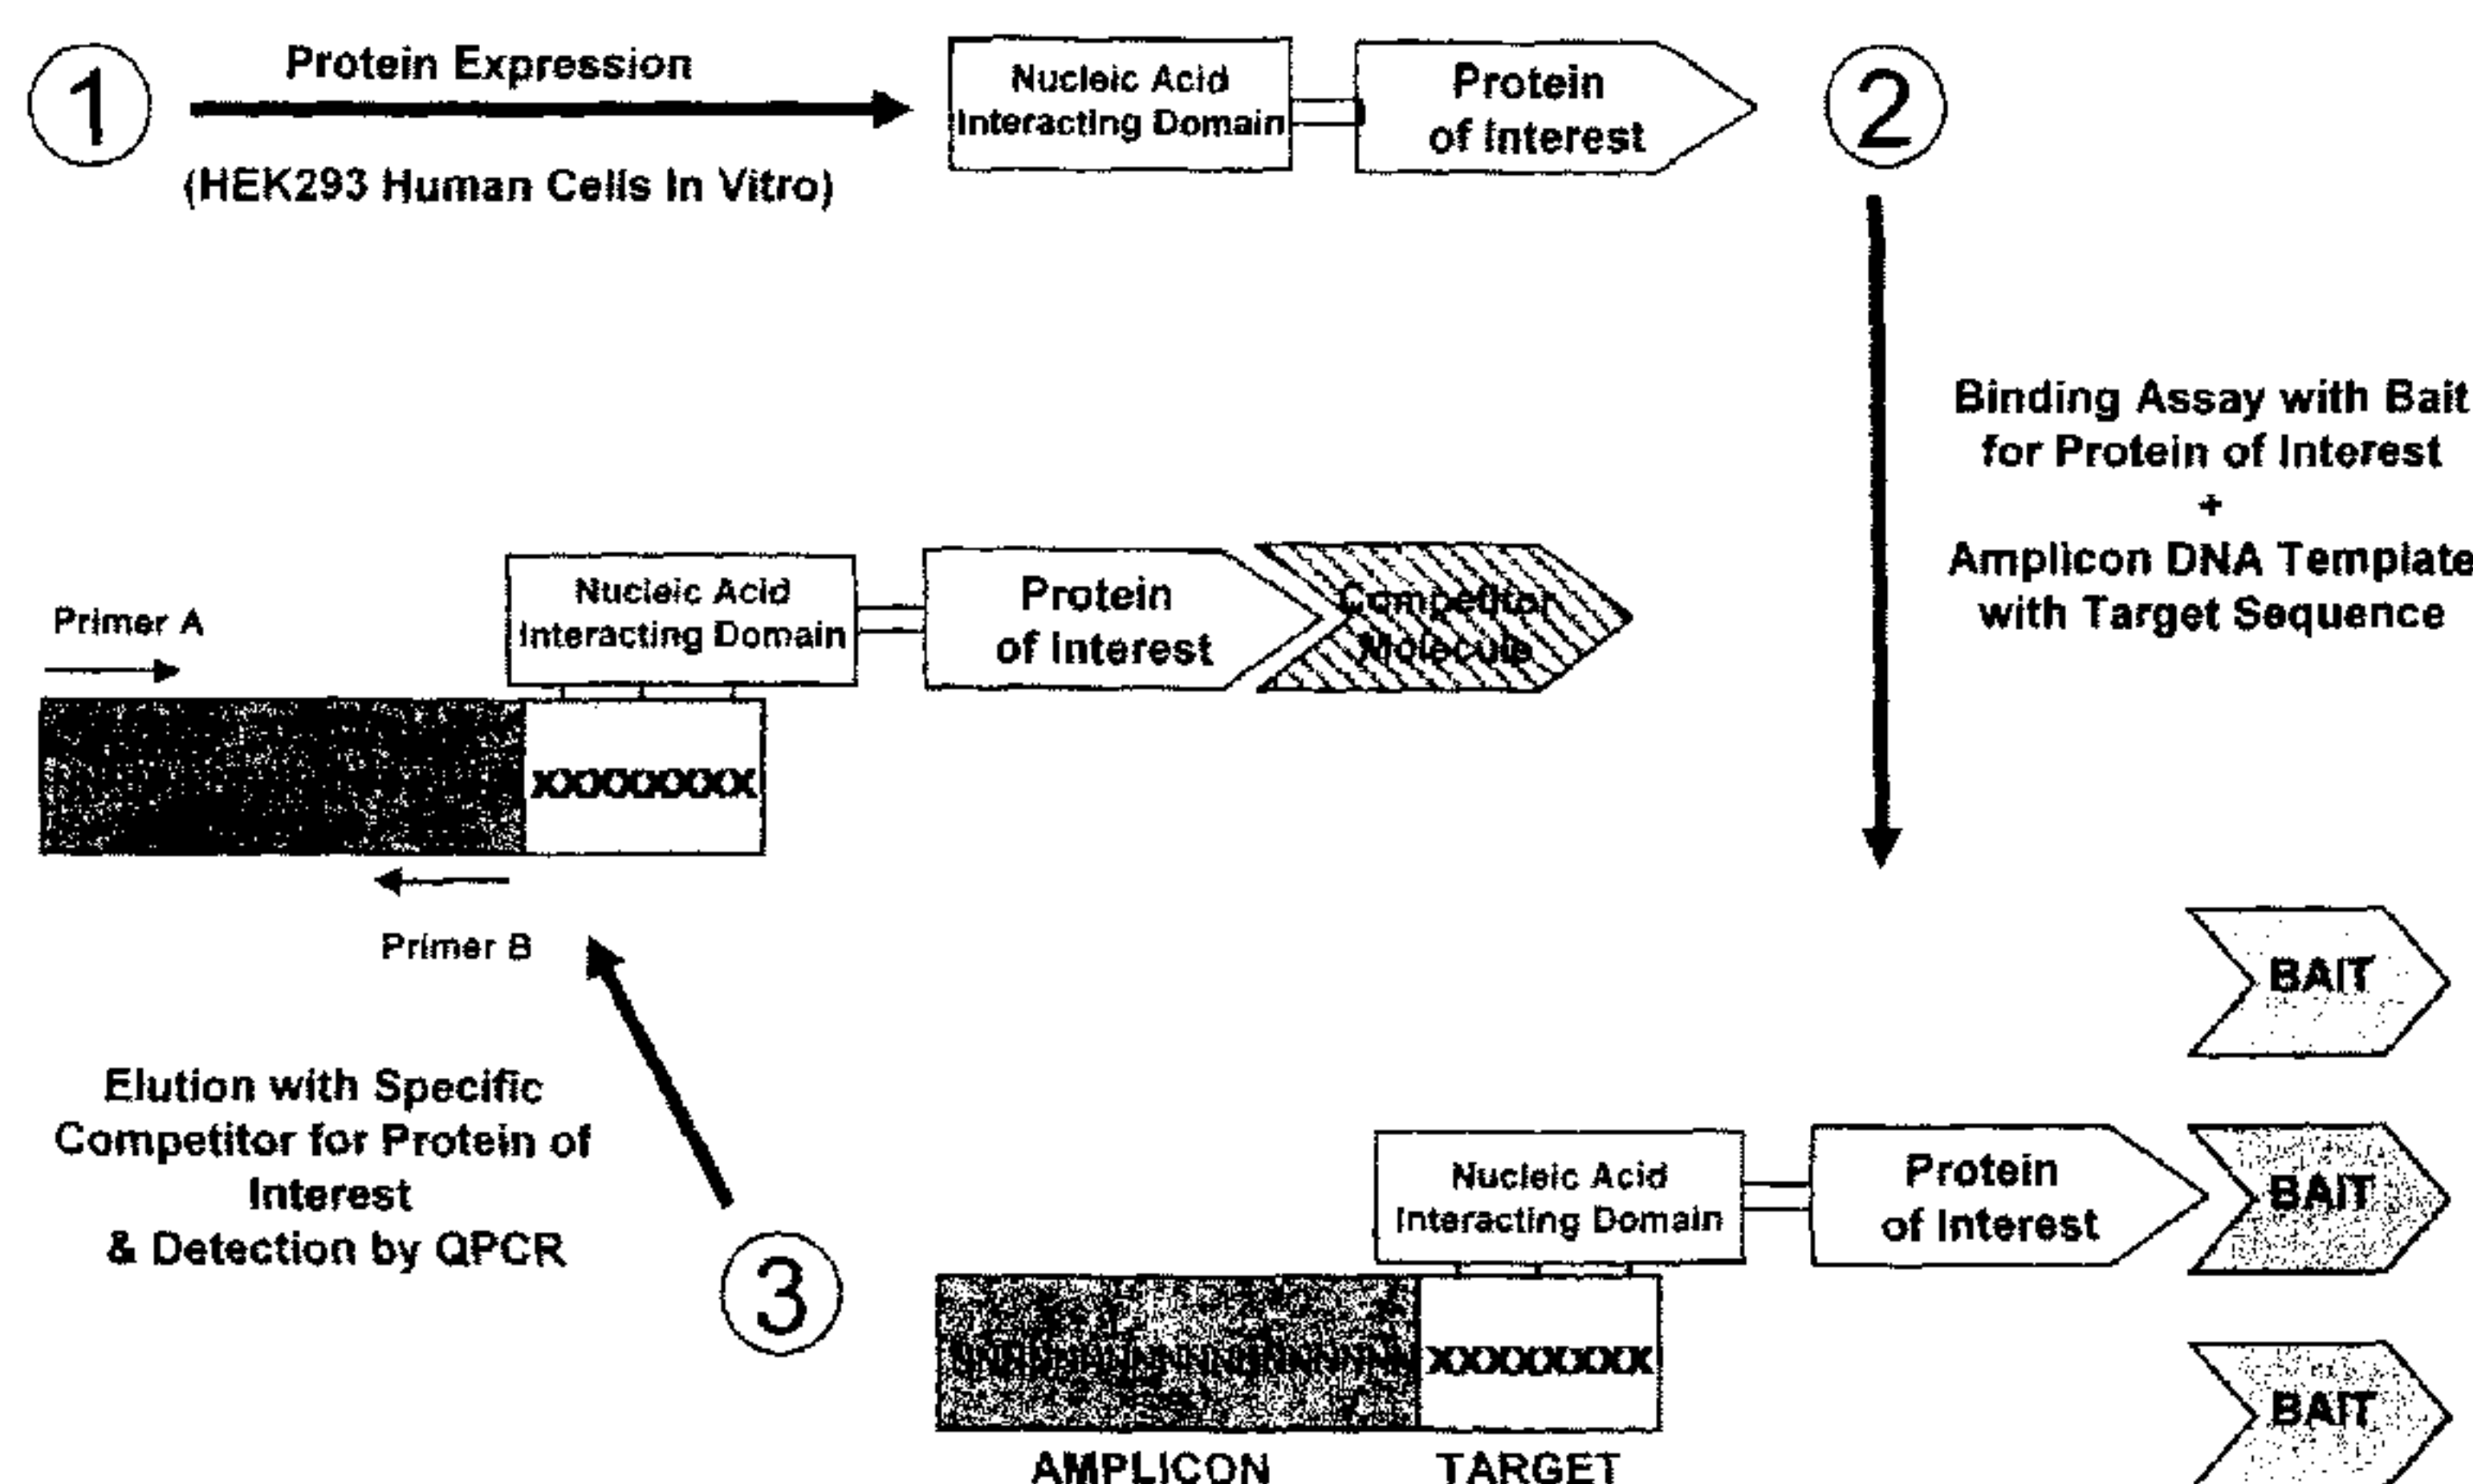 1
Protein Expression
(HEK293 Human Cells In Vitro)
Nucleic Acid
Interacting Domain
Protein
of Interest
2
Binding Assay with Bait
for Protein of Interest
+
Amplicon DNA Template
with Target Sequence
Primer A
Nucleic Acid
Interacting Domain
Protein
of Interest
Competitor
Molecule
XXXXXXXX
Primer B
Elution with Specific
Competitor for Protein of
Interest
& Detection by QPCR
3
BAIT
Nucleic Acid
Interacting Domain
Protein
of Interest
BAIT
XXXXXXXX
BAIT
AMPLICON
TARGET